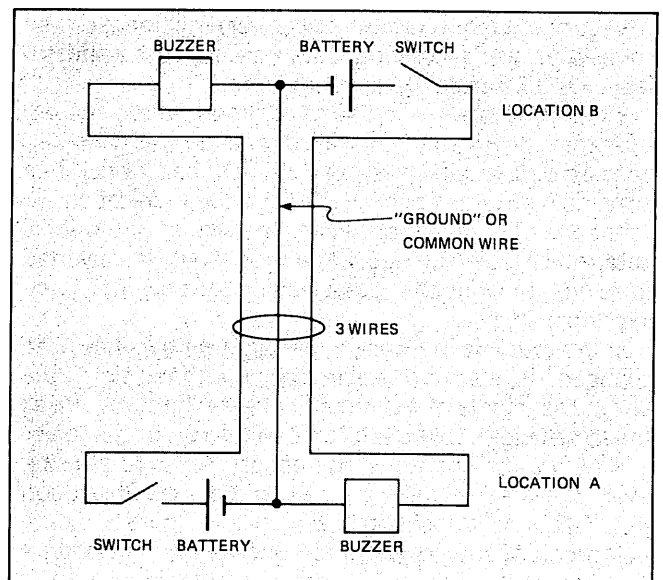 BUZZER
BATTERY
SWITCH
LOCATION B
"GROUND" OR
COMMON WIRE
3 WIRES
LOCATION A
SWITCH
BATTERY
BUZZER